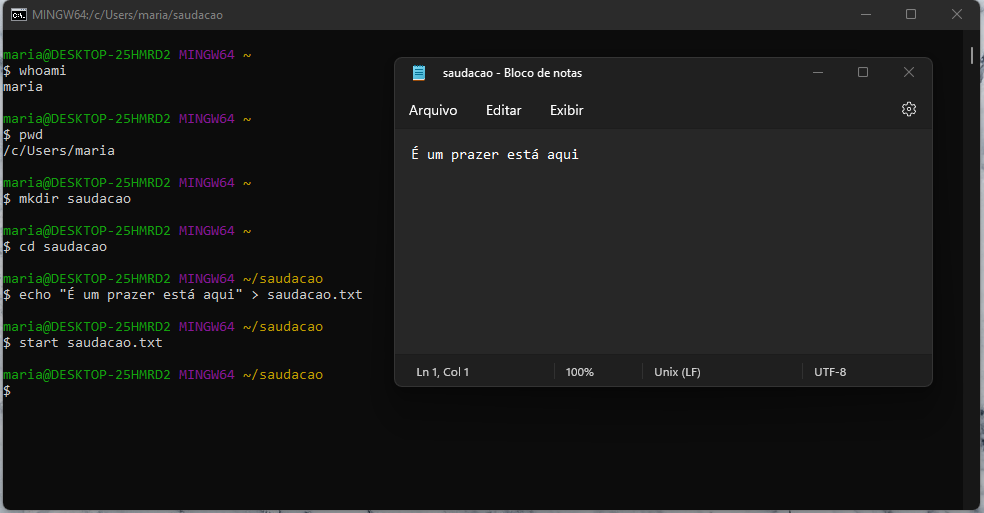 MINGW64:/c/Users/maria/saudacao
maria@DESKTOP-25HMRD2 MINGW64 ~
$ whoami
maria
maria@DESKTOP-25HMRD2 MINGW64 ~
$ pwd
/c/Users/maria
maria@DESKTOP-25HMRD2 MINGW64 ~
$ mkdir saudacao
maria@DESKTOP-25HMRD2 MINGW64 ~
$ cd saudacao
maria@DESKTOP-25HMRD2 MINGW64 ~/saudacao
$ echo "É um prazer está aqui" > saudacao.txt
maria@DESKTOP-25HMRD2 MINGW64 ~/saudacao
$ start saudacao.txt
maria@DESKTOP-25HMRD2 MINGW64 ~/saudacao
$
saudacao - Bloco de notas
Arquivo Editar Exibir
É um prazer está aqui
Ln 1, Col 1 100% Unix (LF) UTF-8